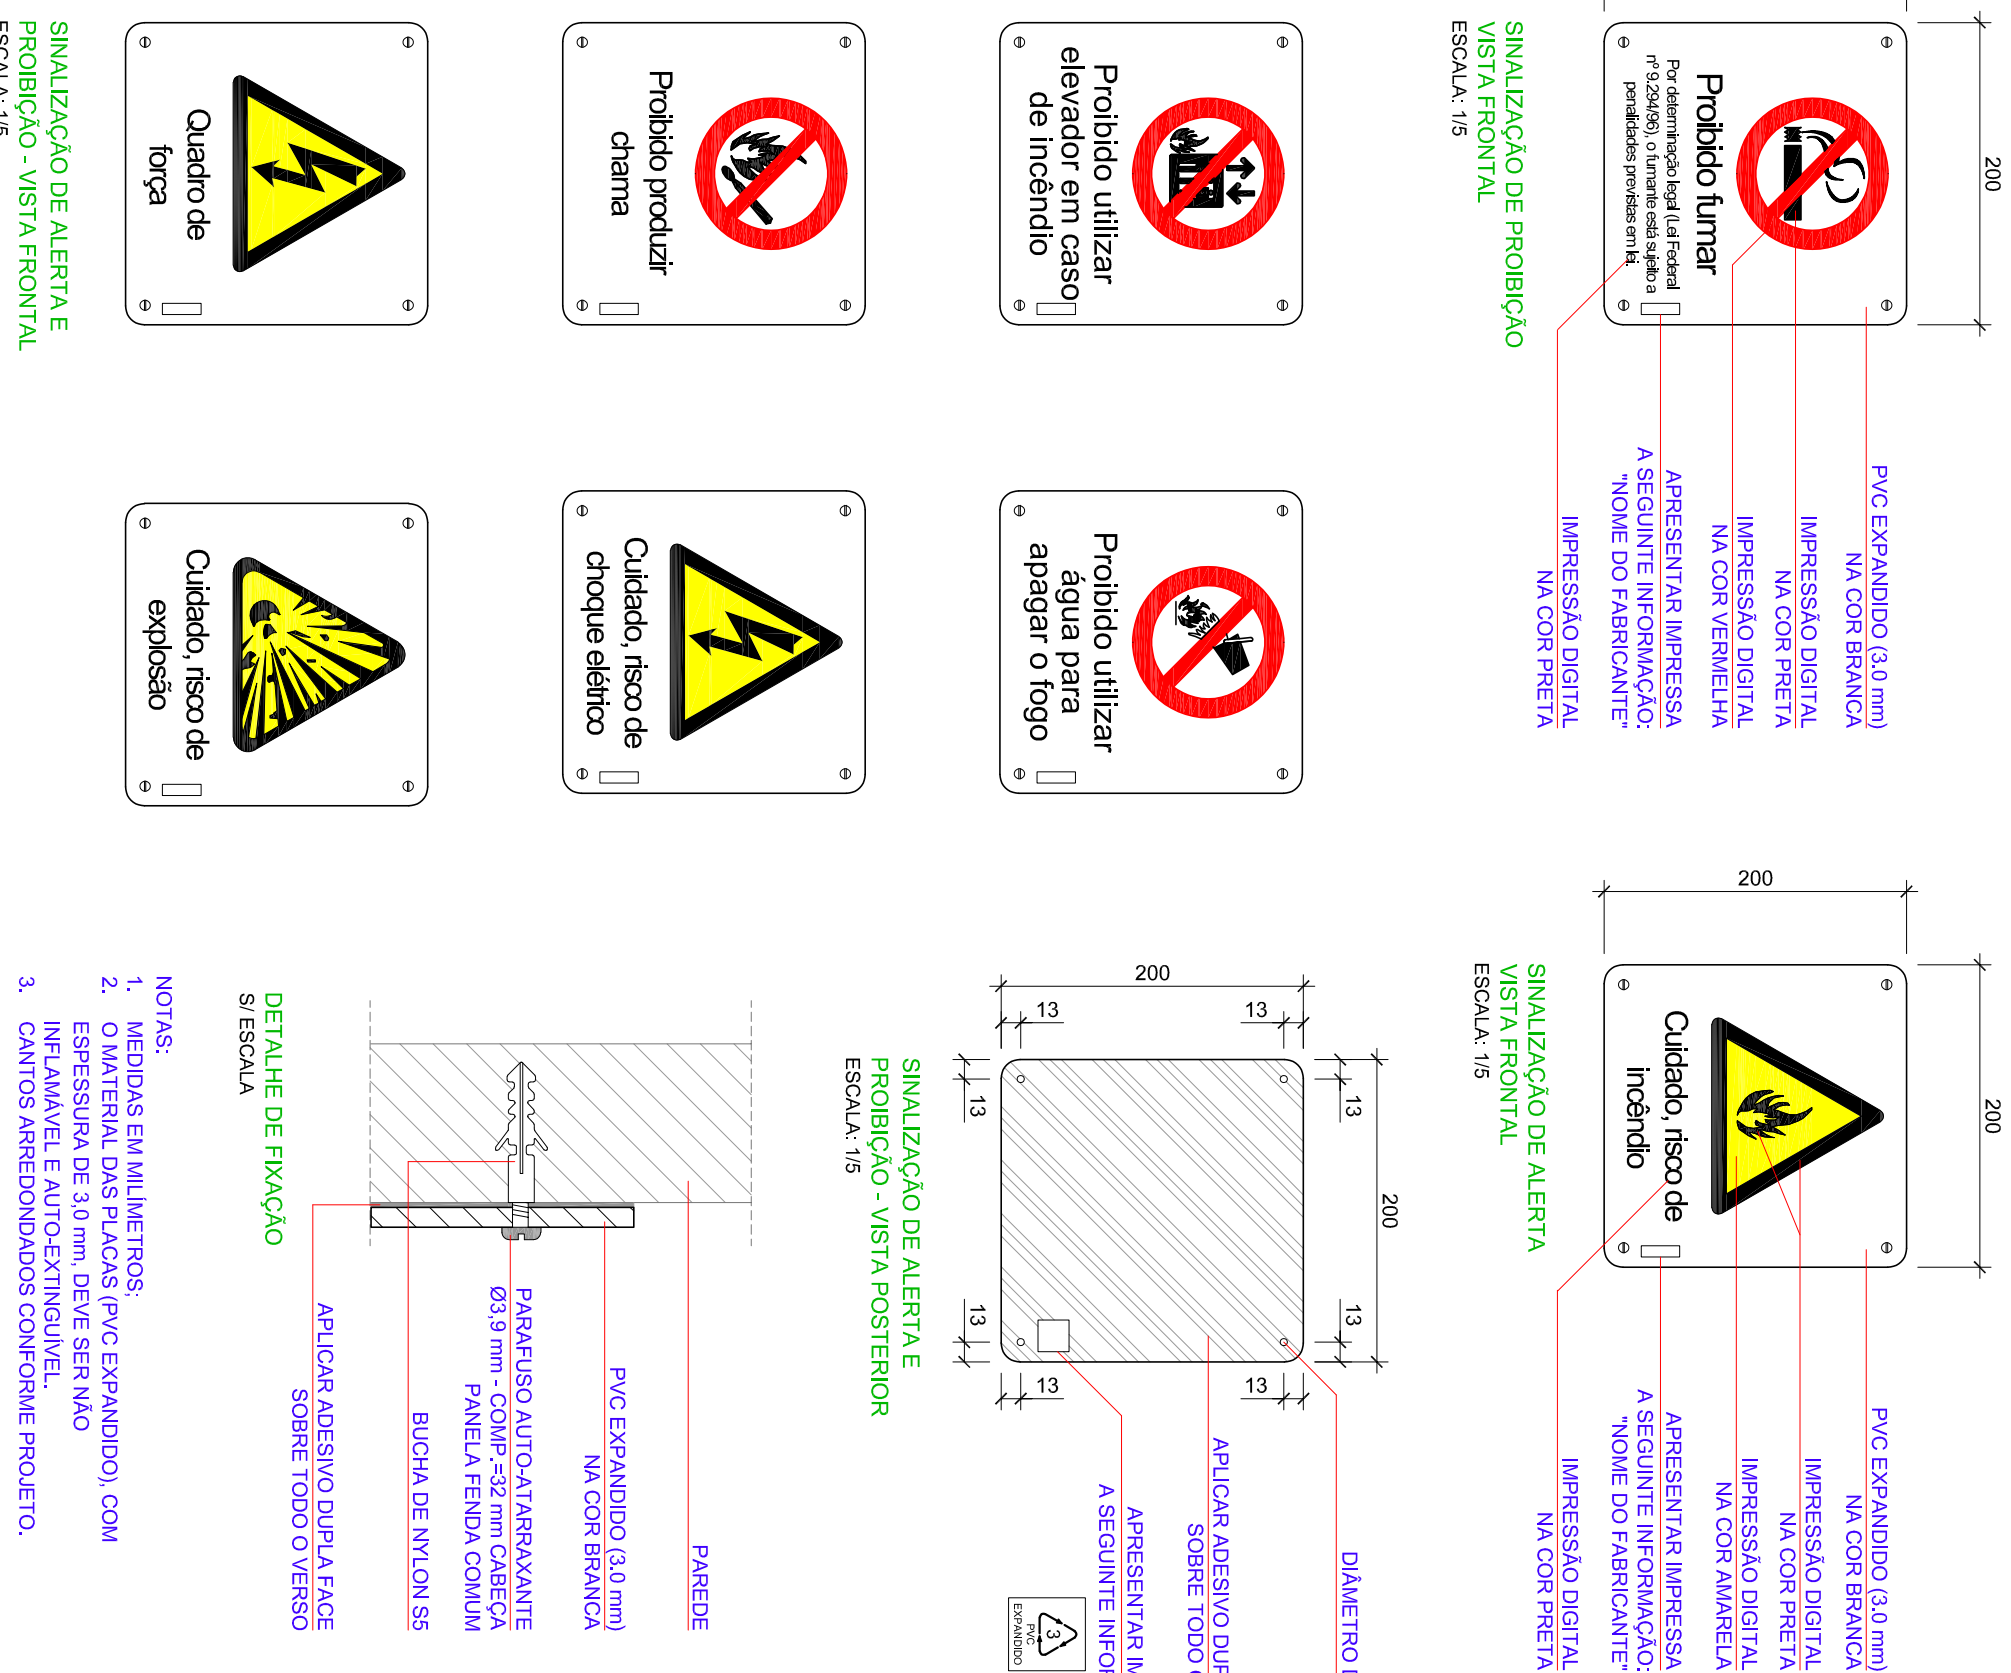 200
Proibido fumar
Por determinação legal (Lei Federal
nº 9.294/96), o fumante está sujeito a
penalidades previstas em lei.
PVC EXPANDIDO (3.0 mm)
NA COR BRANCA
IMPRESSÃO DIGITAL
NA COR PRETA
IMPRESSÃO DIGITAL
NA COR VERMELHA
APRESENTAR IMPRESSA
A SEGUINTE INFORMAÇÃO:
"NOME DO FABRICANTE"
IMPRESSÃO DIGITAL
NA COR PRETA
SINALIZAÇÃO DE PROIBIÇÃO
VISTA FRONTAL
ESCALA: 1/5
200
200
Cuidado, risco de
incêndio
PVC EXPANDIDO (3.0 mm)
NA COR BRANCA
IMPRESSÃO DIGITAL
NA COR PRETA
IMPRESSÃO DIGITAL
NA COR AMARELA
APRESENTAR IMPRESSA
A SEGUINTE INFORMAÇÃO:
"NOME DO FABRICANTE"
IMPRESSÃO DIGITAL
NA COR PRETA
SINALIZAÇÃO DE ALERTA
VISTA FRONTAL
ESCALA: 1/5
Proibido utilizar
elevador em caso
de incêndio
Proibido utilizar
água para
apagar o fogo
200
200
13
13
13
13
13
13
13
13
DIÂMETRO
APLICAR ADESIVO
SOBRE TODO
APRESENTAR
A SEGUINTE
3
PVC
EXPANDIDO
SINALIZAÇÃO DE ALERTA E
PROIBIÇÃO - VISTA POSTERIOR
ESCALA: 1/5
Proibido produzir
chama
Cuidado, risco de
choque elétrico
PAREDE
PVC EXPANDIDO (3.0 mm)
NA COR BRANCA
PARAFUSO AUTO-ATARRAXANTE
Ø3,9 mm - COMP.=32 mm CABEÇA
PANELA FENDA COMUM
BUCHA DE NYLON S5
APLICAR ADESIVO DUPLA FACE
SOBRE TODO O VERSO
DETALHE DE FIXAÇÃO
S/ ESCALA
Quadro de
força
Cuidado, risco de
explosão
SINALIZAÇÃO DE ALERTA E
PROIBIÇÃO - VISTA FRONTAL
ESCALA: 1/5
NOTAS:
1. MEDIDAS EM MILÍMETROS;
2. O MATERIAL DAS PLACAS (PVC EXPANDIDO), COM
ESPESSURA DE 3,0 mm, DEVE SER NÃO
INFLAMÁVEL E AUTO-EXTINGUÍVEL.
3. CANTOS ARREDONDADOS CONFORME PROJETO.